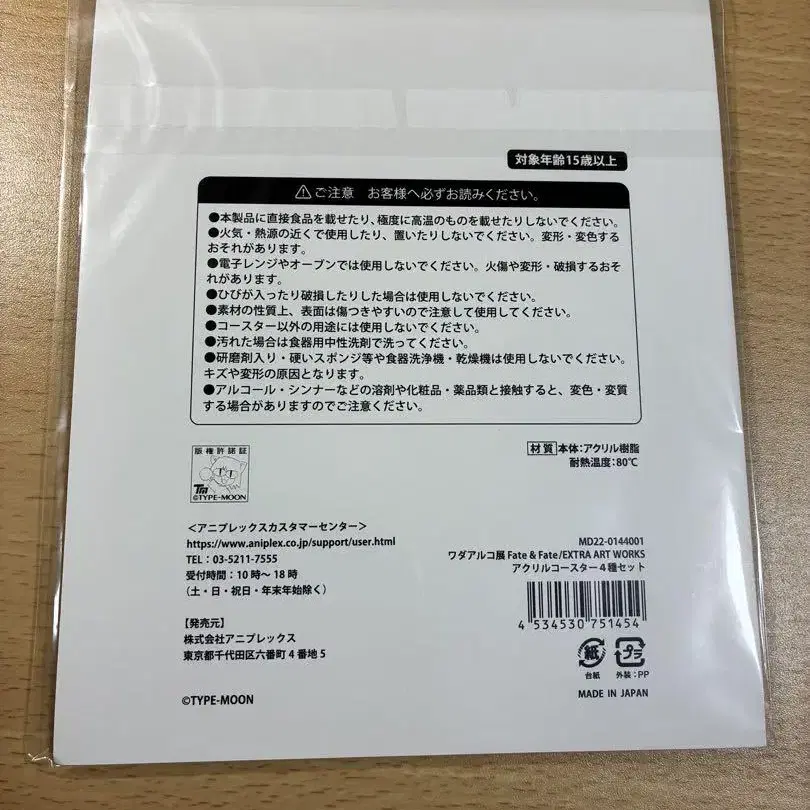 対象年齢15歳以上
⚠ご注意 お客様へ必ずお読みください。
●本製品に直接食品を載せたり、極度に高温のものを載せたりしないでください。
●火気・熱源の近くで使用したり、置いたりしないでください。変形・変色する
おそれがあります。
●電子レンジやオーブンでは使用しないでください。火傷や変形・破損するおそ
れがあります。
●ひびが入ったり破損したりした場合は使用しないでください。
●素材の性質上、表面は傷つきやすいので注意して使用してください。
●コースター以外の用途には使用しないでください。
●汚れた場合は食器用中性洗剤で洗ってください。
●研磨剤入り・硬いスポンジ等や食器洗浄機・乾燥機は使用しないでください。
キズや変形の原因となります。
●アルコール・シンナーなどの溶剤や化粧品・薬品類と接触すると、変色・変質
する場合がありますのでご注意ください。
版権許諾証
TM
©TYPE-MOON
材質 本体:アクリル樹脂
耐熱温度:80℃
<アニプレックスカスタマーセンター>
https://www.aniplex.co.jp/support/user.html
TEL:03-5211-7555
受付時間:10時~18時
(土・日・祝日・年末年始除く)
【発売元】
株式会社アニプレックス
東京都千代田区六番町4番地5
©TYPE-MOON
MD22-0144001
ワダアルコ展 Fate & Fate/EXTRA ART WORKS
アクリルコースター4種セット
4 534530 751454
紙 プラ
台紙 外装:PP
MADE IN JAPAN